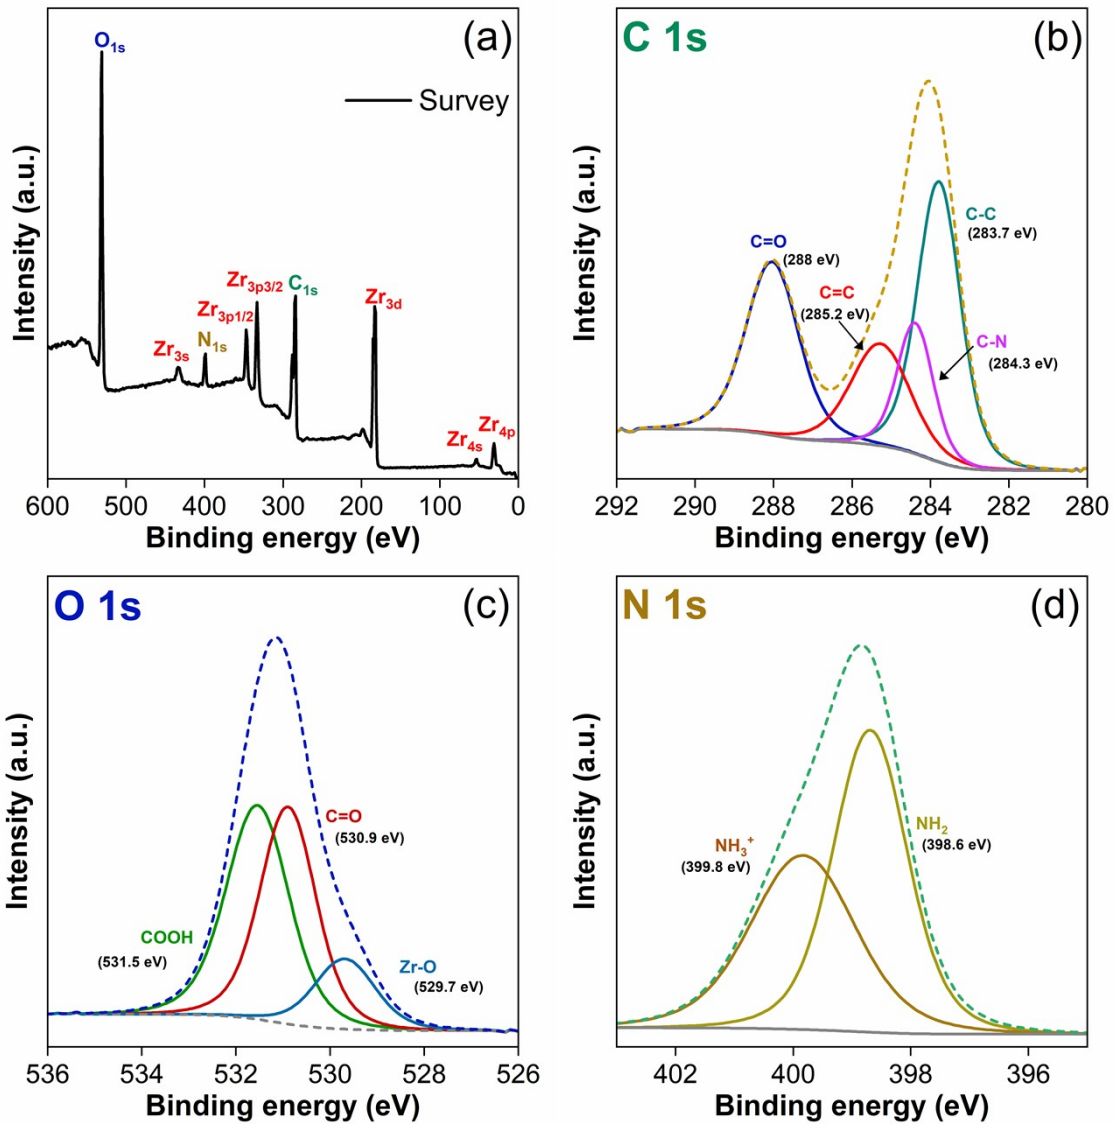 (a)
O1s
Survey
Zr3p3/2
C1s
Zr3d
Zr3p1/2
N1s
Zr3s
Zr4p
Zr4s
Intensity (a.u.)
600 500 400 300 200 100 0
Binding energy (eV)
C 1s
(b)
C-C
(283.7 eV)
C=O
(288 eV)
C=C
(285.2 eV)
C-N
(284.3 eV)
Intensity (a.u.)
292 290 288 286 284 282 280
Binding energy (eV)
O 1s
(c)
C=O
(530.9 eV)
COOH
(531.5 eV)
Zr-O
(529.7 eV)
Intensity (a.u.)
536 534 532 530 528 526
Binding energy (eV)
N 1s
(d)
NH2
(398.6 eV)
NH3+
(399.8 eV)
Intensity (a.u.)
402 400 398 396
Binding energy (eV)